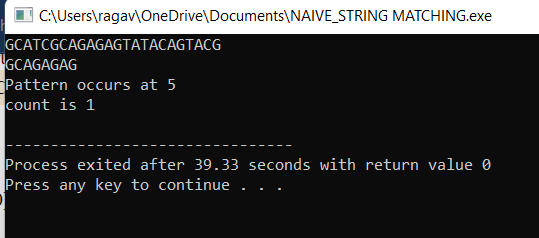 C:\Users\ragav\OneDrive\Documents\NAIVE_STRING MATCHING.exe
GCATCGCAGAGAGTATACAGTACG
GCAGAGAG
Pattern occurs at 5
count is 1
--------------------------------
Process exited after 39.33 seconds with return value 0
Press any key to continue . . .